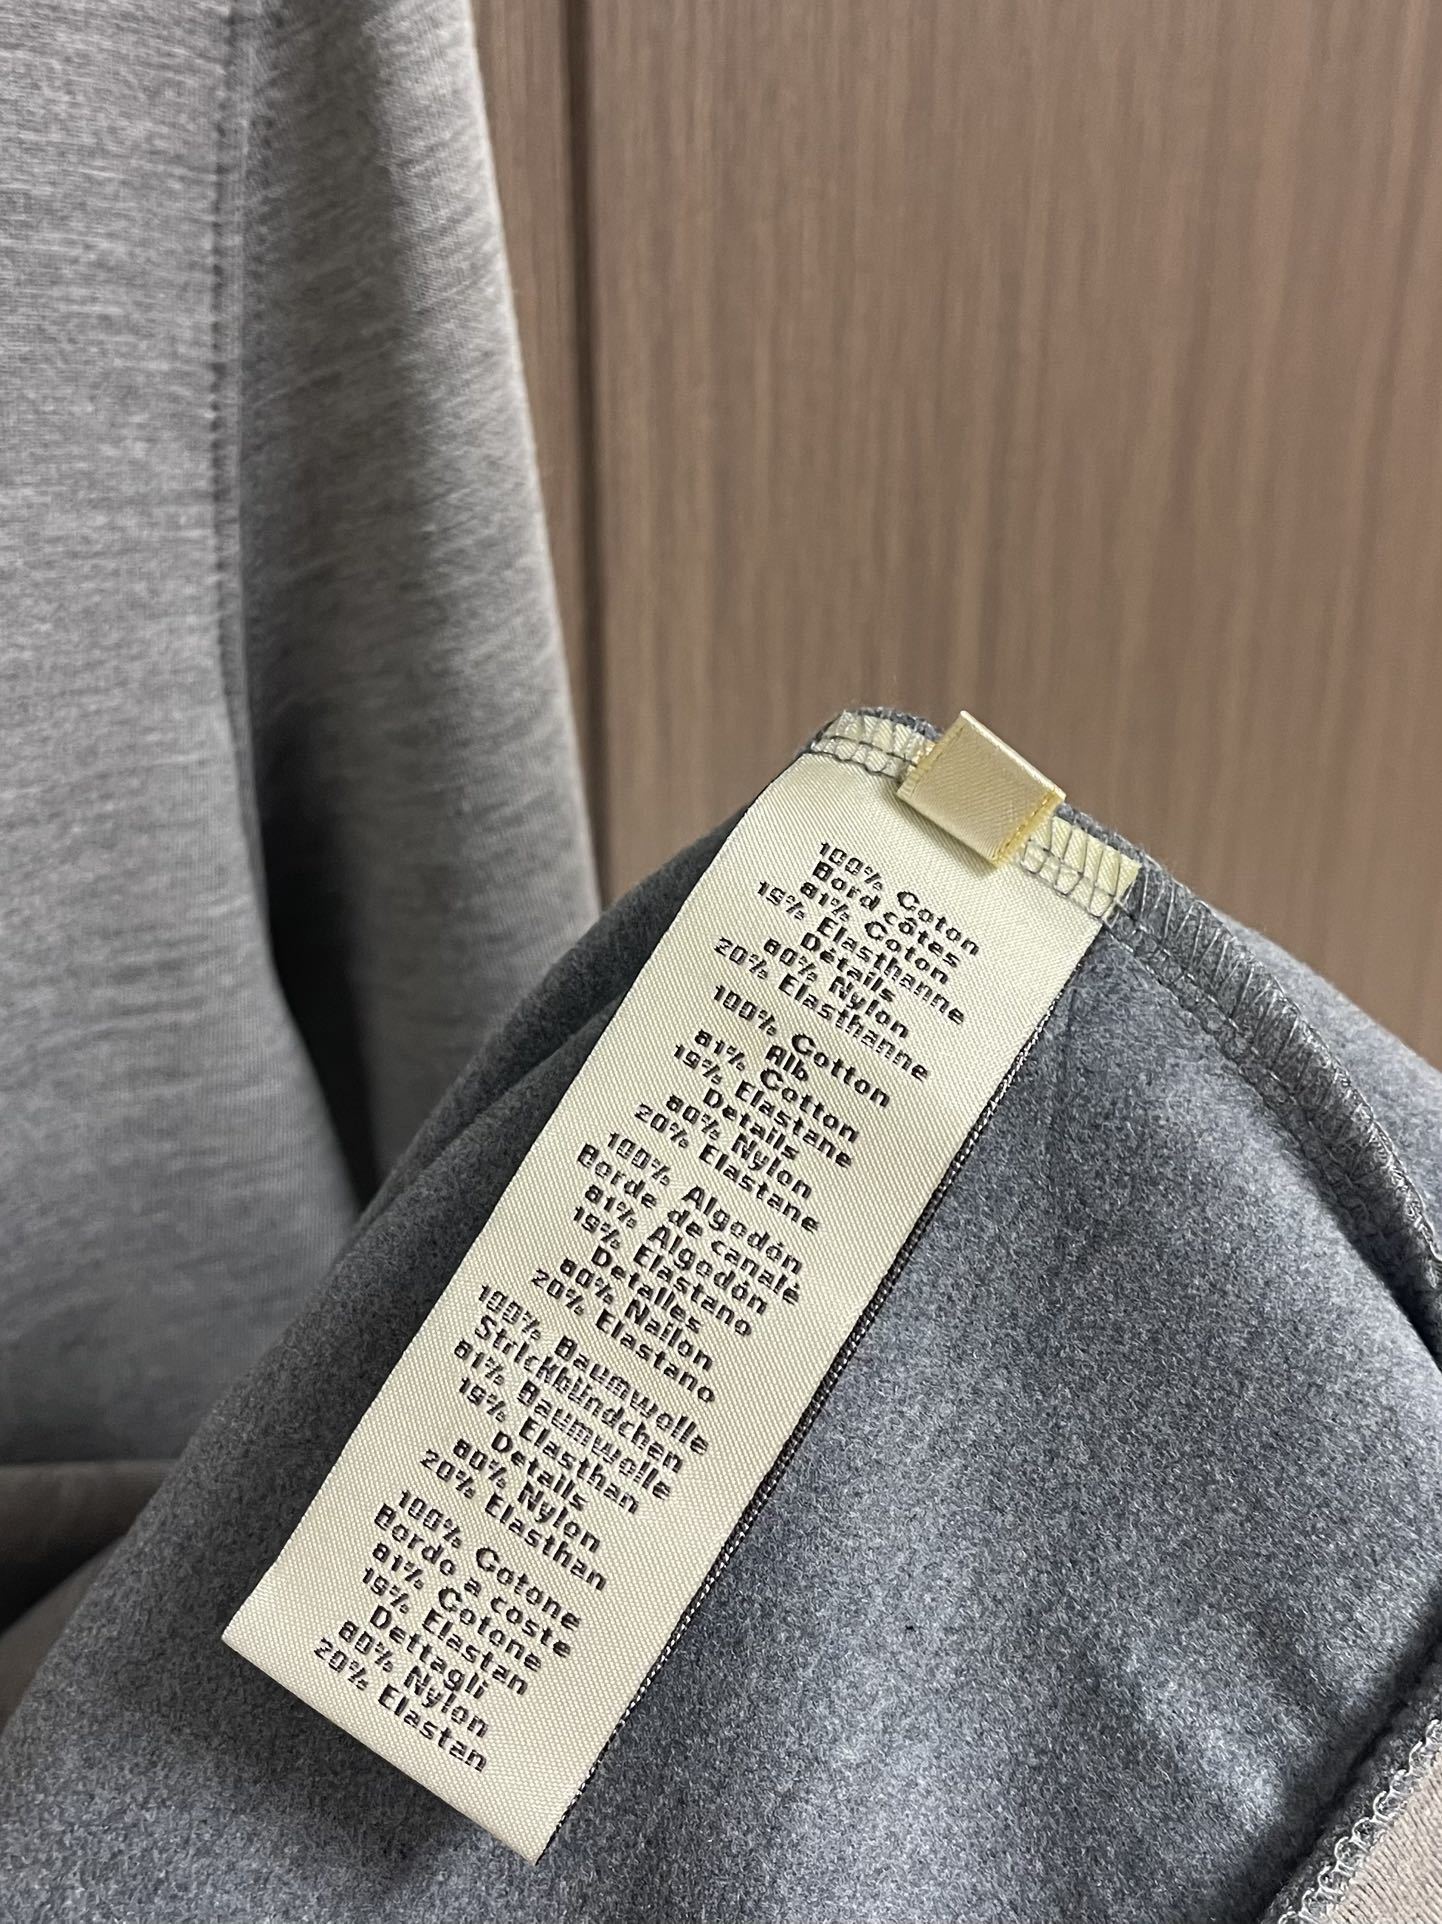 100% Coton
Bord côtes
81% Coton
19% Elasthanne
Détails
80% Nylon
20% Elasthanne
100% Cotton
Alb
81% Cotton
19% Elastane
Details
80% Nylon
20% Elastane
100% Algodón
Borde de canalé
81% Algodón
19% Elastano
Detalles
80% Nailon
20% Elastano
100% Baumwolle
Strickbündchen
81% Baumwolle
19% Elasthan
Details
80% Nylon
20% Elasthan
100% Cotone
Bordo a coste
81% Cotone
19% Elastan
Dettagli
80% Nylon
20% Elastan